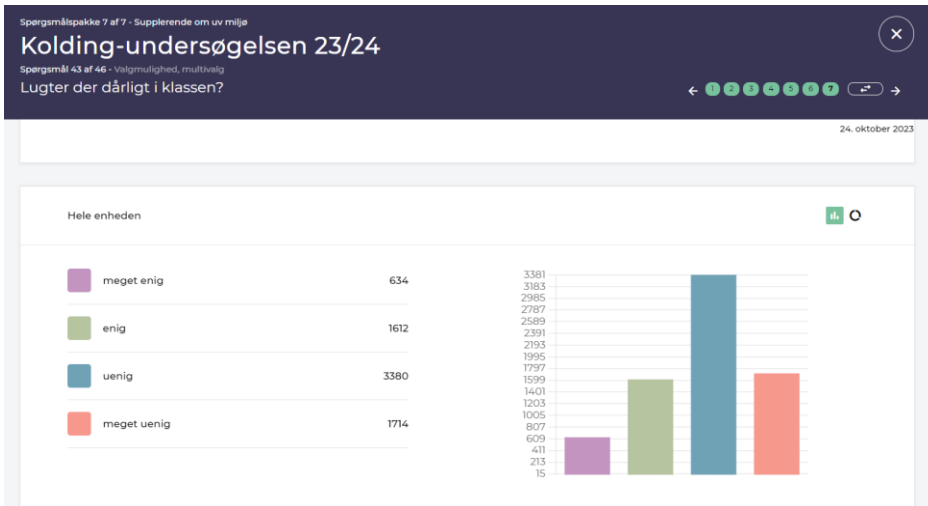 Spørgsmålspakke 7 af 7 - Supplerende om uv miljø
Kolding-undersøgelsen 23/24
Spørgsmål 43 af 46 - Valgmulighed, multivalg
Lugter der dårligt i klassen?
1 2 3 4 5 6 7
24. oktober 2023
Hele enheden
meget enig 634
enig 1612
uenig 3380
meget uenig 1714
3381
3183
2985
2787
2589
2391
2193
1995
1797
1599
1401
1203
1005
807
609
411
213
15